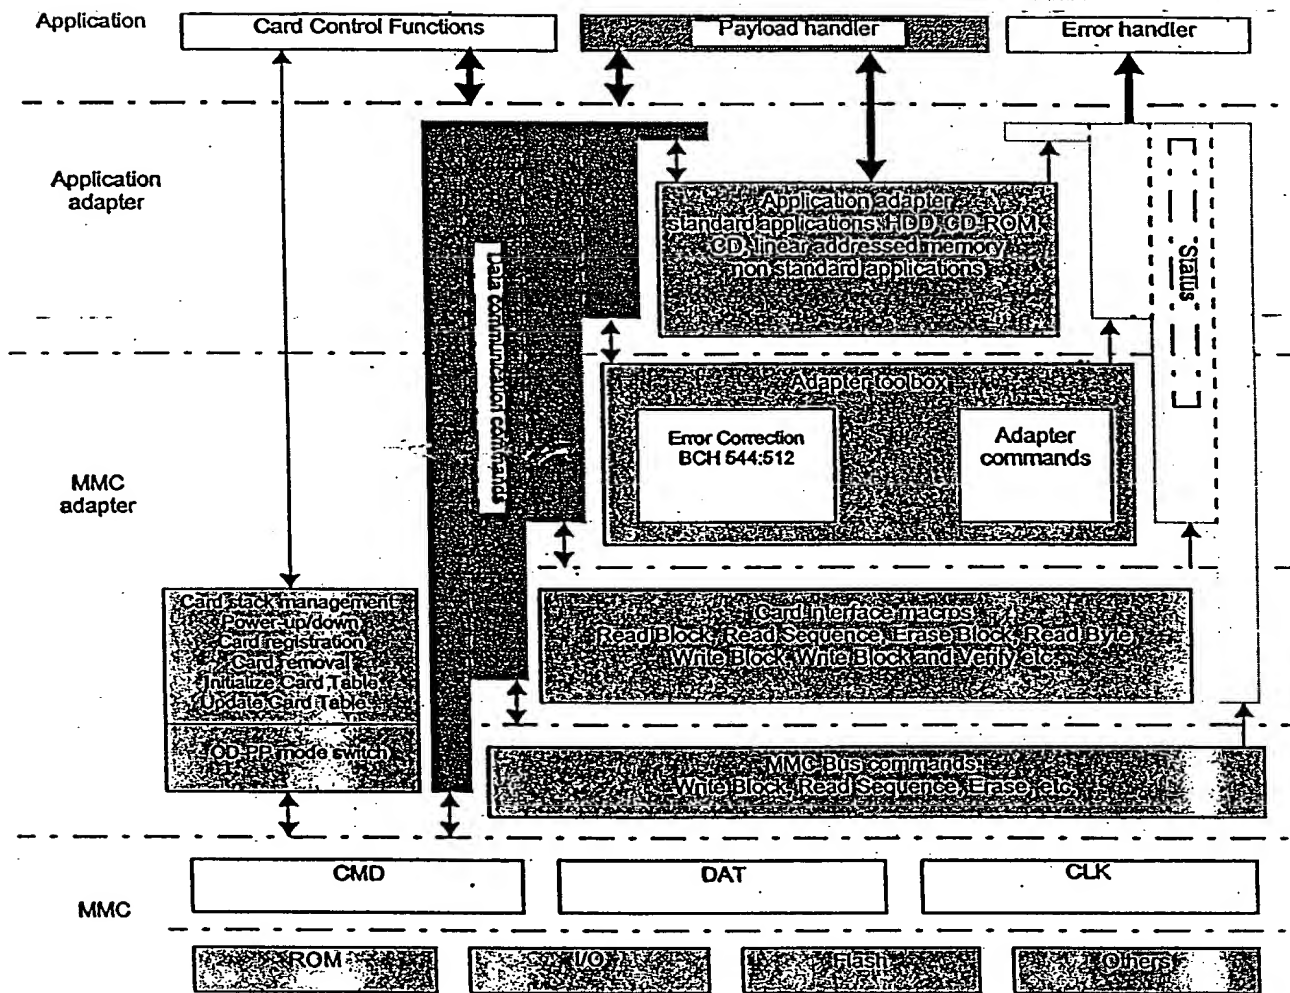 Application
Card Control Functions
Payload handler
Error handler
Application
adapter
Application adapter
standard applications: HDD, CD-ROM,
CD, linear addressed memory
non standard applications
Status
Data communication commands
Adapter toolbox
Error Correction
BCH 544:512
Adapter
commands
MMC
adapter
Card stack management
Power-up/down
Card registration
Card removal
Initialize Card Table
Update Card Table
OD PP mode switch
Card Interface macros
Read Block, Read Sequence, Erase Block, Read Byte,
Write Block, Write Block and Verify etc.
MMC Bus commands
Write Block, Read Sequence, Erase, etc.
MMC
CMD
DAT
CLK
ROM
I/O
Flash
Others